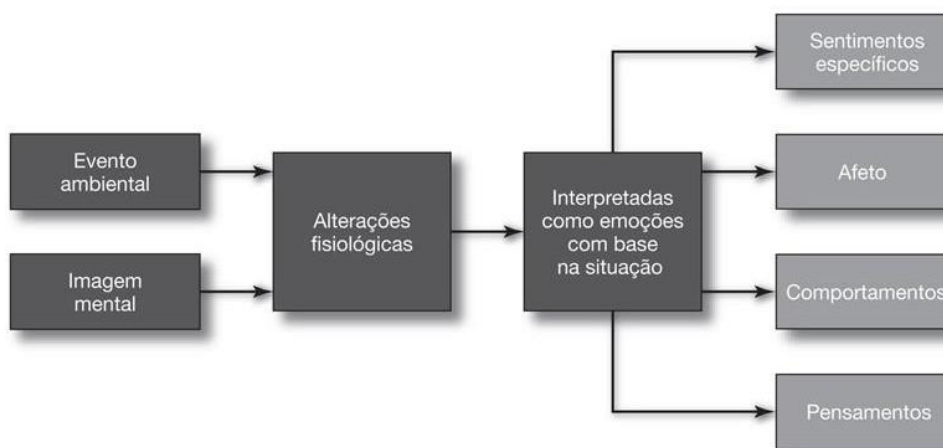 Evento
ambiental
Imagem
mental
Alterações
fisiológicas
Interpretadas
como emoções
com base
na situação
Sentimentos
específicos
Afeto
Comportamentos
Pensamentos